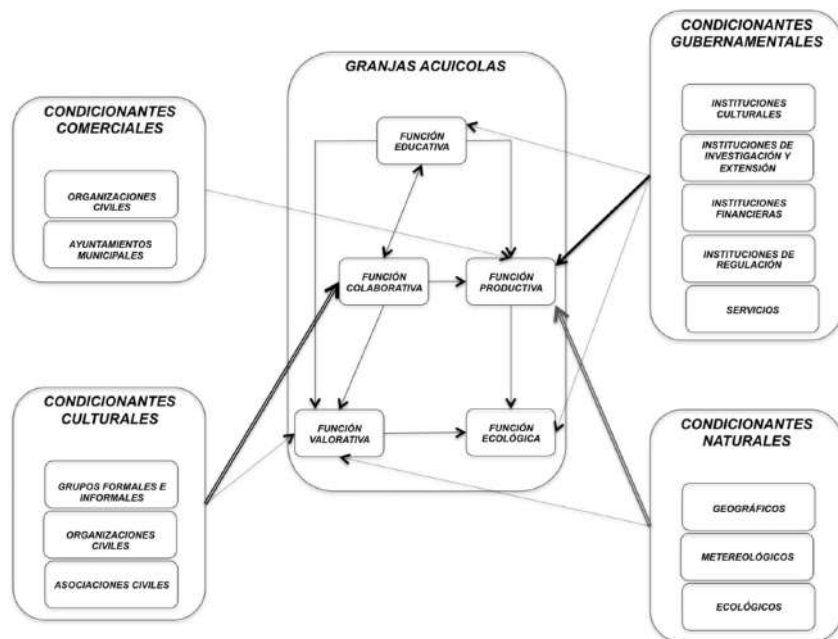 CONDICIONANTES
COMERCIALES
ORGANIZACIONES
CIVILES
AYUNTAMIENTOS
MUNICIPALES
CONDICIONANTES
CULTURALES
GRUPOS FORMALES E
INFORMALES
ORGANIZACIONES
CIVILES
ASOCIACIONES CIVILES
GRANJAS ACUICOLAS
FUNCIÓN
EDUCATIVA
FUNCIÓN
COLABORATIVA
FUNCIÓN
PRODUCTIVA
FUNCIÓN
VALORATIVA
FUNCIÓN
ECOLÓGICA
CONDICIONANTES
GUBERNAMENTALES
INSTITUCIONES
CULTURALES
INSTITUCIONES DE
INVESTIGACIÓN Y
EXTENSIÓN
INSTITUCIONES
FINANCIERAS
INSTITUCIONES DE
REGULACIÓN
SERVICIOS
CONDICIONANTES
NATURALES
GEOGRÁFICOS
METEREOLÓGICOS
ECOLÓGICOS